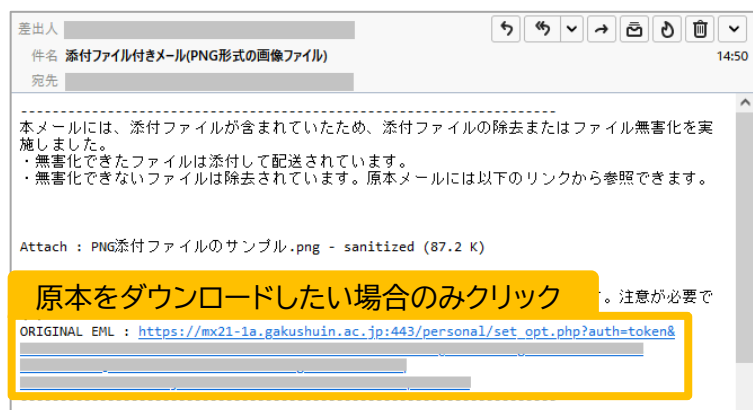 差出人
件名 添付ファイル付きメール(PNG形式の画像ファイル)
14:50
宛先
----------------------------------------------------------------
本メールには、添付ファイルが含まれていたため、添付ファイルの除去またはファイル無害化を実
施しました。
・無害化できたファイルは添付して配送されています。
・無害化できないファイルは除去されています。原本メールには以下のリンクから参照できます。
Attach : PNG添付ファイルのサンプル.png - sanitized (87.2 K)
原本をダウンロードしたい場合のみクリック
。注意が必要で
ORIGINAL EML : https://mx21-1a.gakushuin.ac.jp:443/personal/set_opt.php?auth=token&
----------------------------------------------------------------